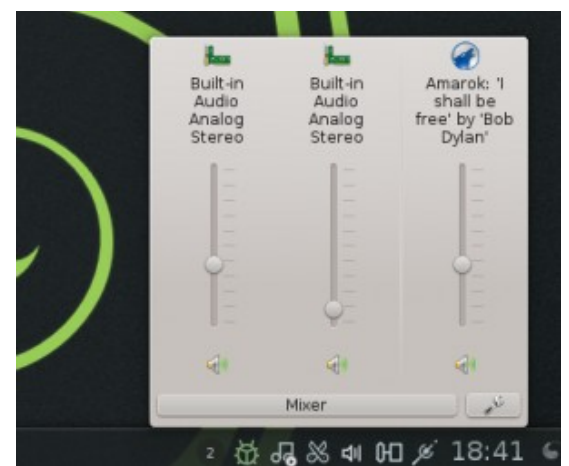 Built-in
Audio
Analog
Stereo
Built-in
Audio
Analog
Stereo
Amarok: 'I
shall be
free' by 'Bob
Dylan'
Mixer
2
18:41